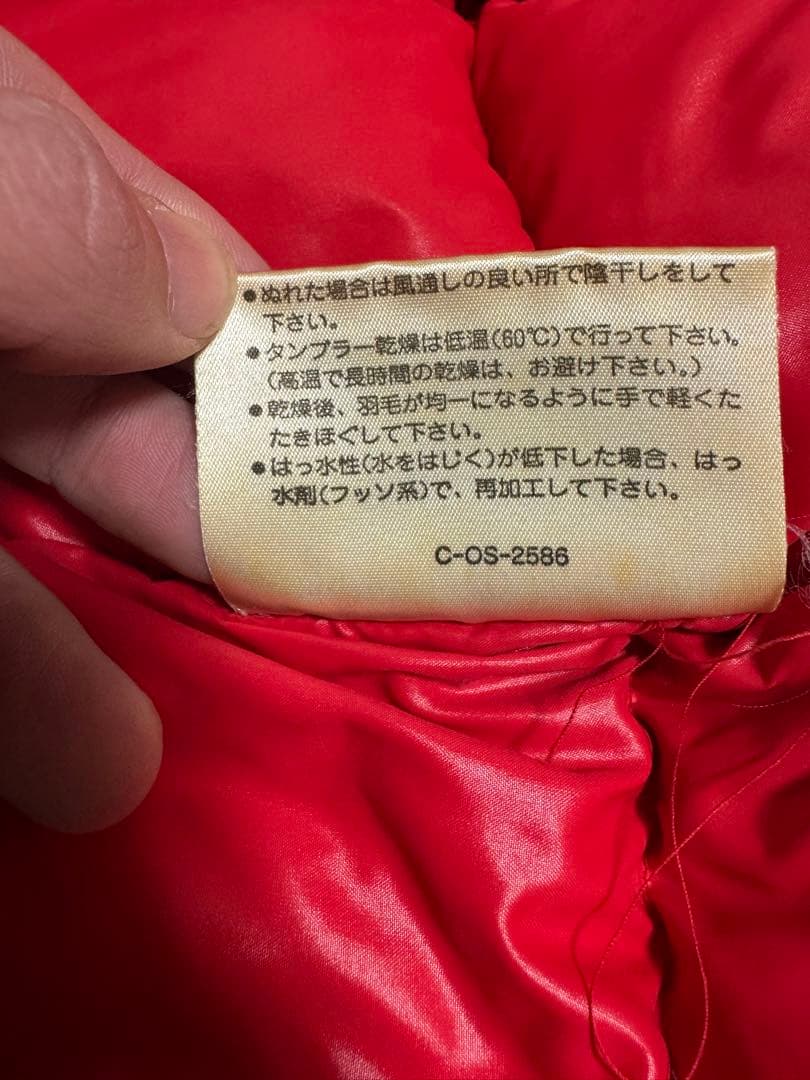 ●ぬれた場合は風通しの良い所で陰干しをして
下さい。
●タンブラー乾燥は低温(60℃)で行って下さい。
(高温で長時間の乾燥は、お避け下さい。)
●乾燥後、羽毛が均一になるように手で軽くた
たきほぐして下さい。
●はっ水性(水をはじく)が低下した場合、はっ
水剤(フッソ系)で、再加工して下さい。
C-OS-2586